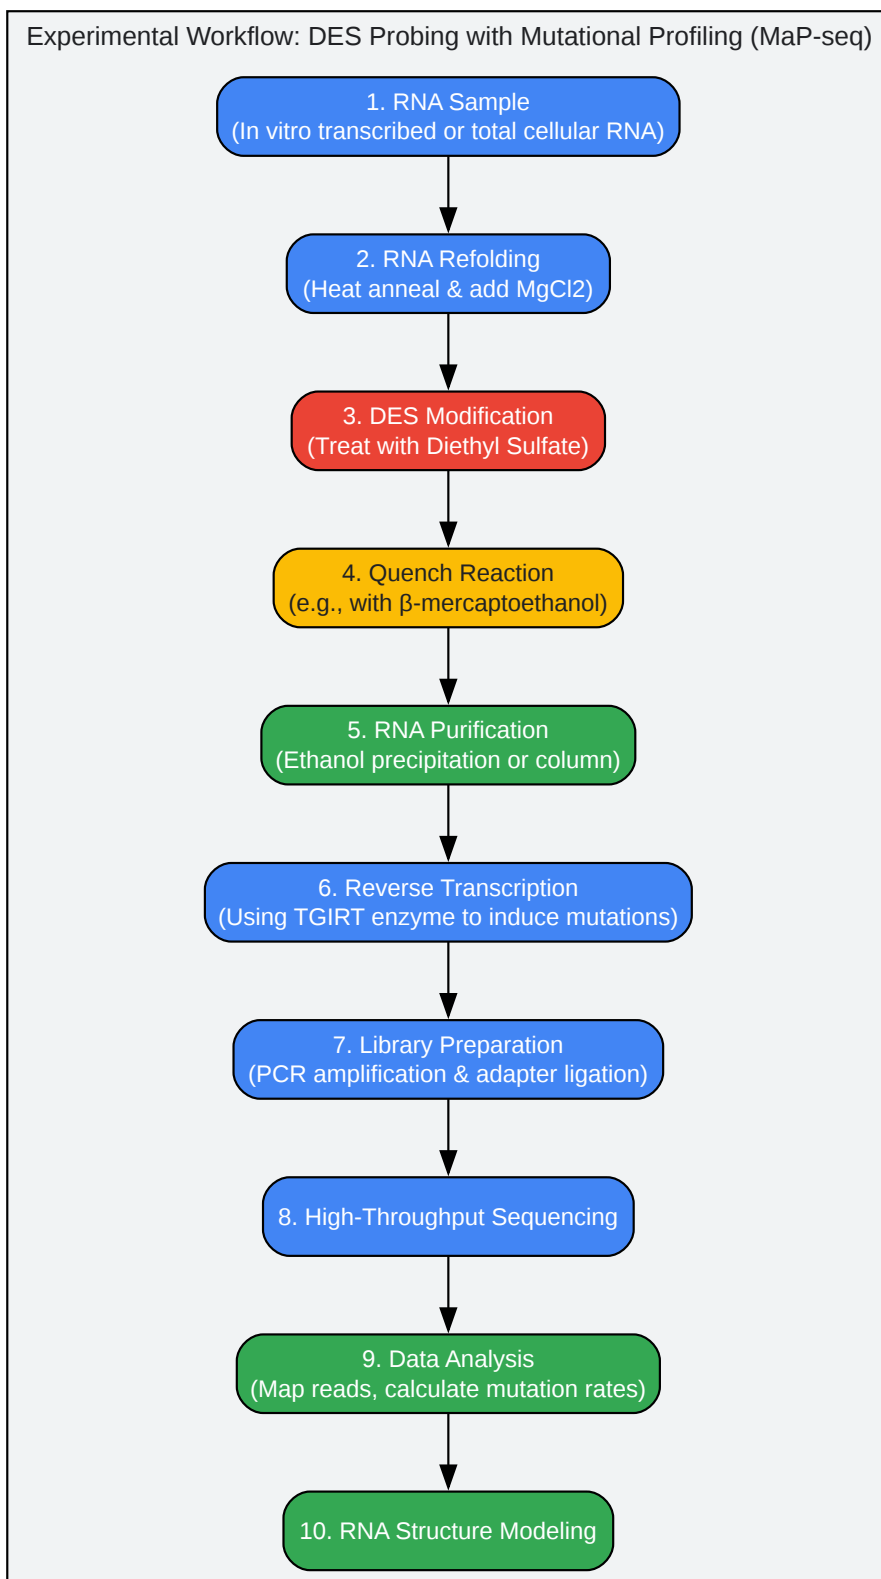 Experimental Workflow: DES Probing with Mutational Profiling (MaP-seq)
1. RNA Sample
(In vitro transcribed or total cellular RNA)
2. RNA Refolding
(Heat anneal & add MgCl2)
3. DES Modification
(Treat with Diethyl Sulfate)
4. Quench Reaction
(e.g., with β-mercaptoethanol)
5. RNA Purification
(Ethanol precipitation or column)
6. Reverse Transcription
(Using TGIRT enzyme to induce mutations)
7. Library Preparation
(PCR amplification & adapter ligation)
8. High-Throughput Sequencing
9. Data Analysis
(Map reads, calculate mutation rates)
10. RNA Structure Modeling